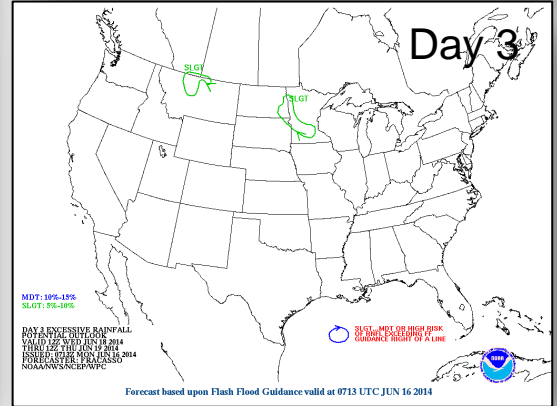 Day 3
SLGT
SLGT
MDT: 10%-15%
SLGT: 5%-10%
DAY 3 EXCESSIVE RAINFALL
POTENTIAL OUTLOOK
VALID 12Z WED JUN 18 2014
THRU 12Z THU JUN 19 2014
ISSUED: 0713Z MON JUN 16 2014
FORECASTER: FRACASSO
NOAA/NWS/NCEP/WPC
SLGT...MDT OR HIGH RISK
OF RNFL EXCEEDING FF
GUIDANCE RIGHT OF A LINE
NOAA
Forecast based upon Flash Flood Guidance valid at 0713 UTC JUN 16 2014